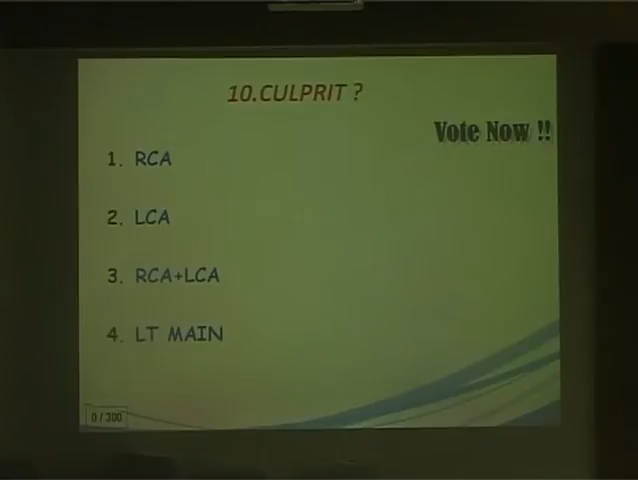 10.CULPRIT ?
Vote Now !!
1. RCA
2. LCA
3. RCA+LCA
4. LT MAIN
0 / 300